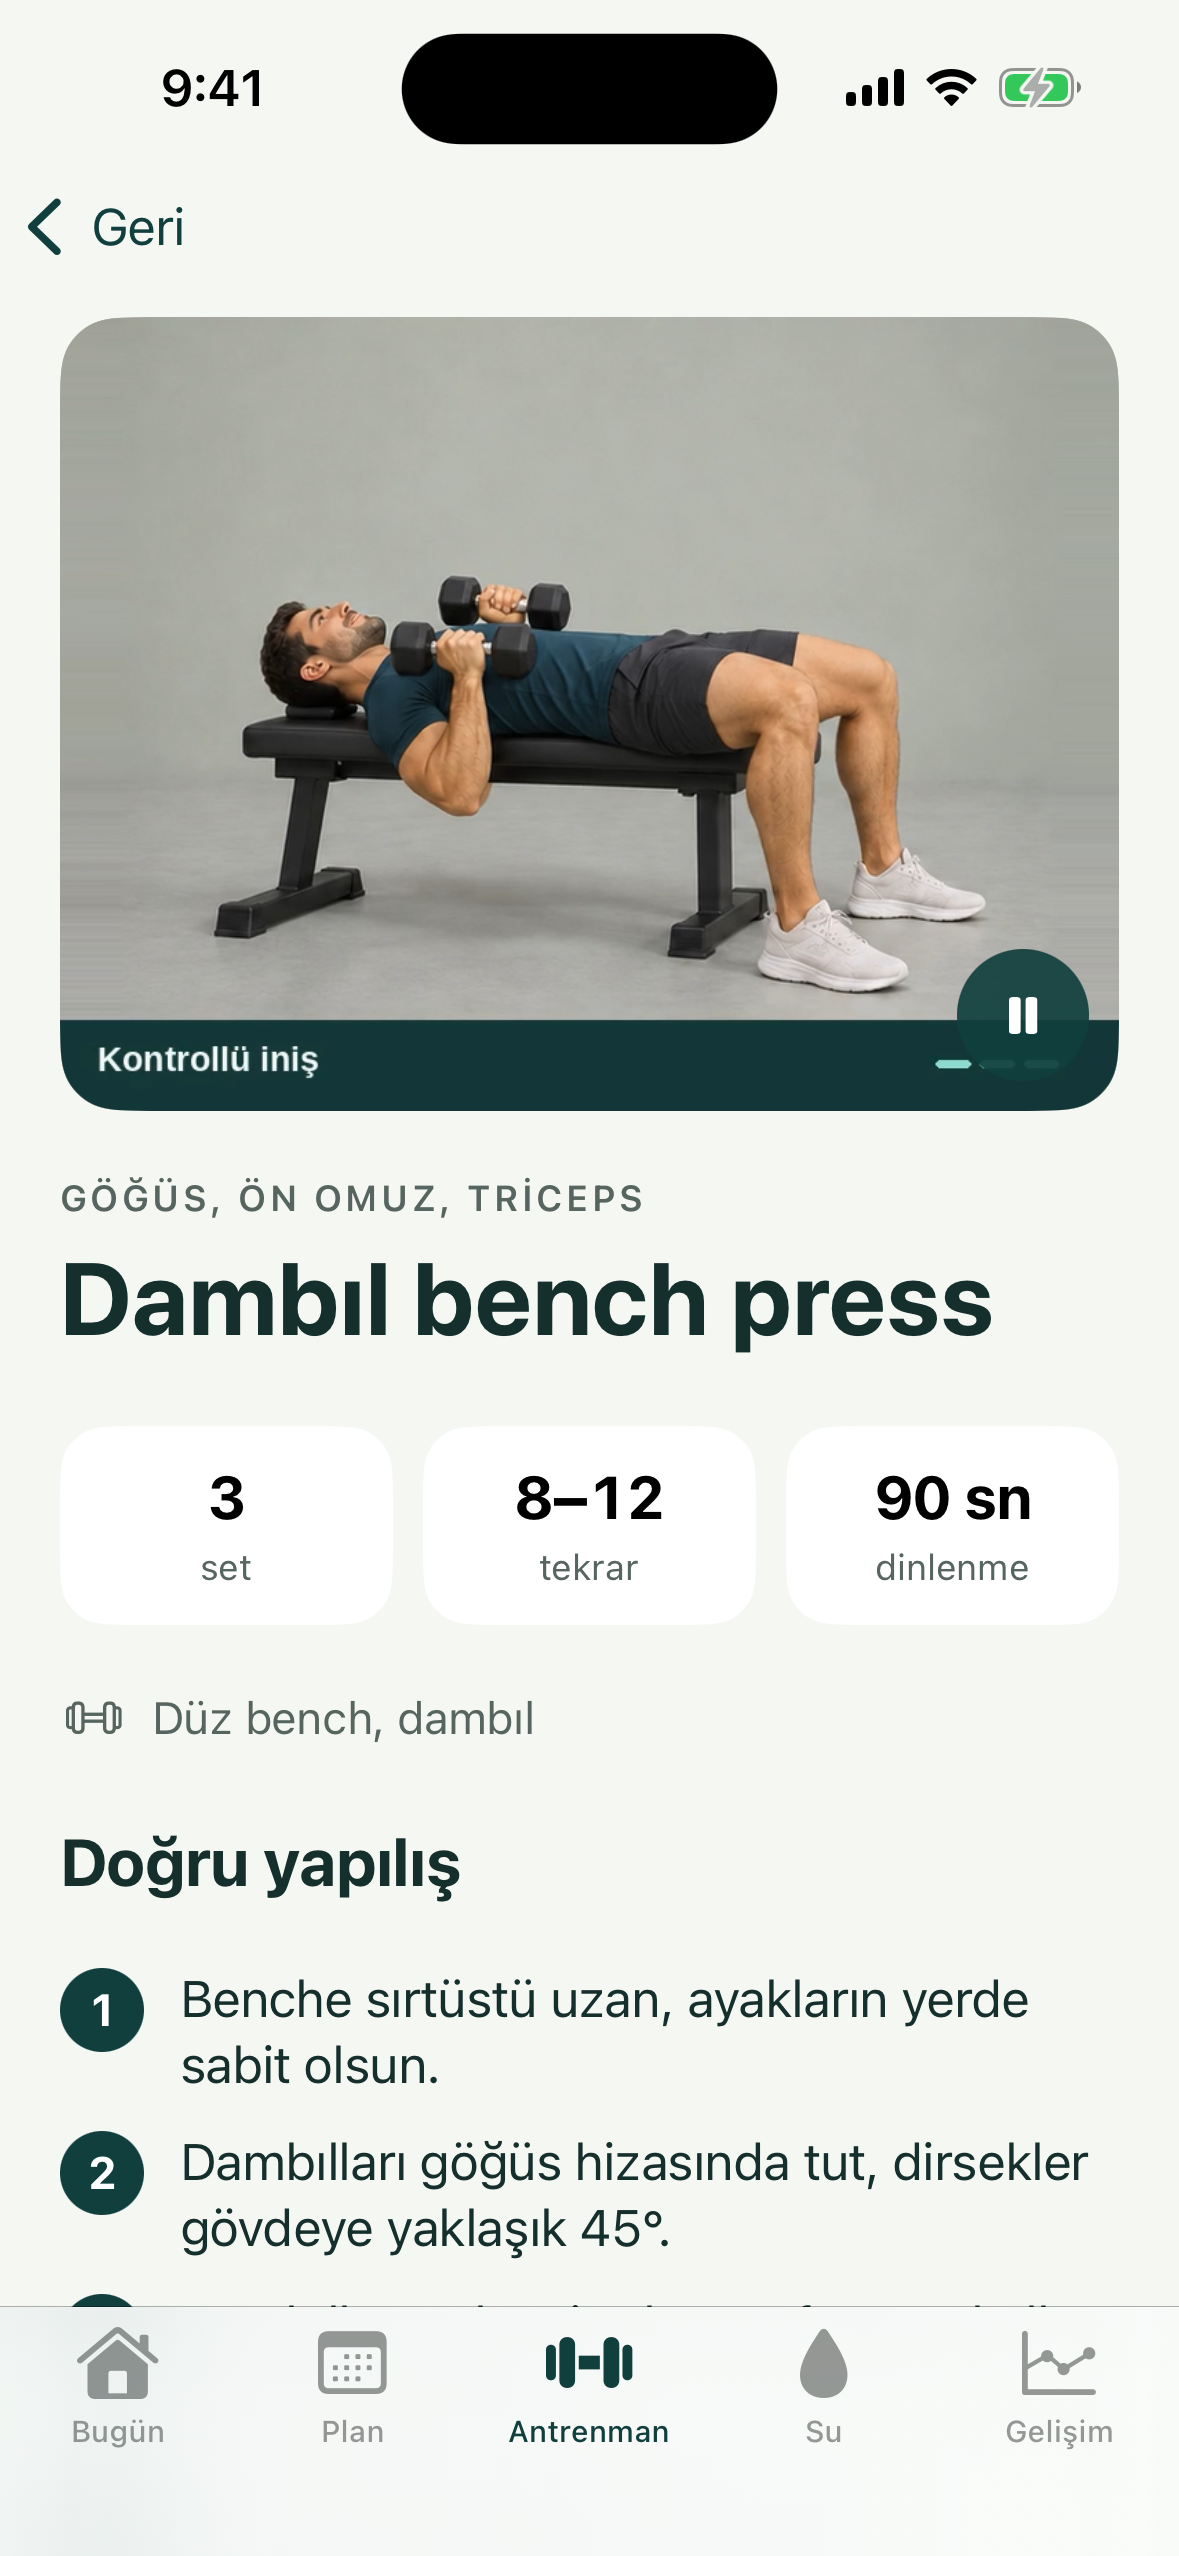 9:41
Geri
Kontrollü iniş
GÖĞÜS, ÖN OMUZ, TRİCEPS
Dambıl bench press
3
set
8–12
tekrar
90 sn
dinlenme
Düz bench, dambıl
Doğru yapılış
1
Benche sırtüstü uzan, ayakların yerde
sabit olsun.
2
Dambılları göğüs hizasında tut, dirsekler
gövdeye yaklaşık 45°.
Bugün
Plan
Antrenman
Su
Gelişim